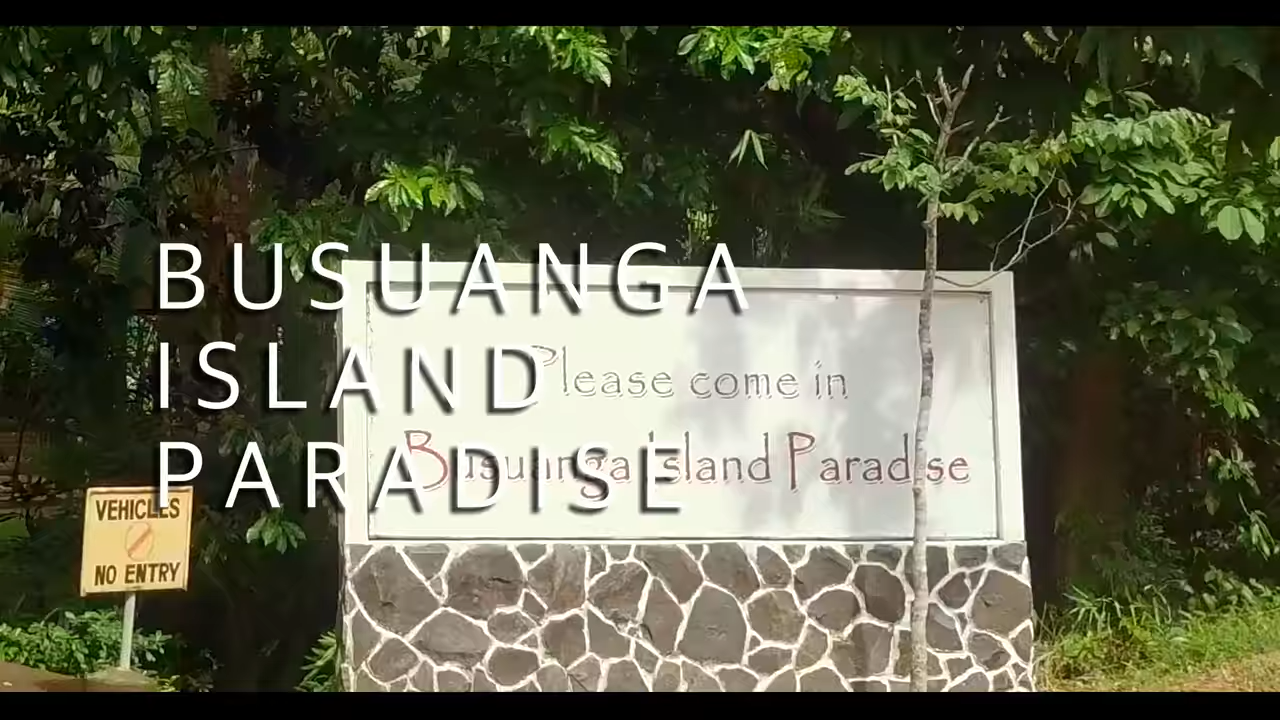 BUSUANGA
ISLAND
PARADISE
Please come in
Busuanga Island Paradise
VEHICLES
NO ENTRY